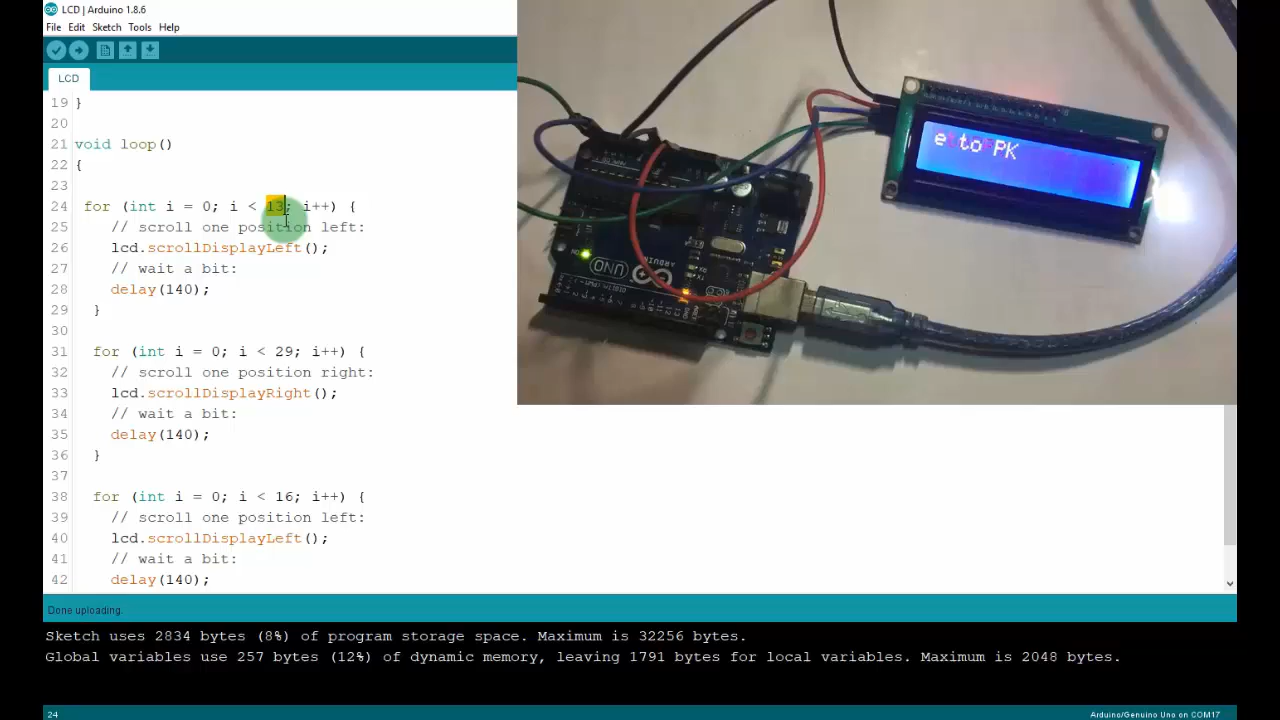 LCD | Arduino 1.8.6
File Edit Sketch Tools Help
LCD
19 }
20
21 void loop()
22 {
23
24 for (int i = 0; i < 13; i++) {
25 // scroll one position left:
26 lcd.scrollDisplayLeft();
27 // wait a bit:
28 delay(140);
29 }
30
31 for (int i = 0; i < 29; i++) {
32 // scroll one position right:
33 lcd.scrollDisplayRight();
34 // wait a bit:
35 delay(140);
36 }
37
38 for (int i = 0; i < 16; i++) {
39 // scroll one position left:
40 lcd.scrollDisplayLeft();
41 // wait a bit:
42 delay(140);
e to PK
UNO
ARDUINO
ON
Done uploading.
Sketch uses 2834 bytes (8%) of program storage space. Maximum is 32256 bytes.
Global variables use 257 bytes (12%) of dynamic memory, leaving 1791 bytes for local variables. Maximum is 2048 bytes.
24
Arduino/Genuino Uno on COM17